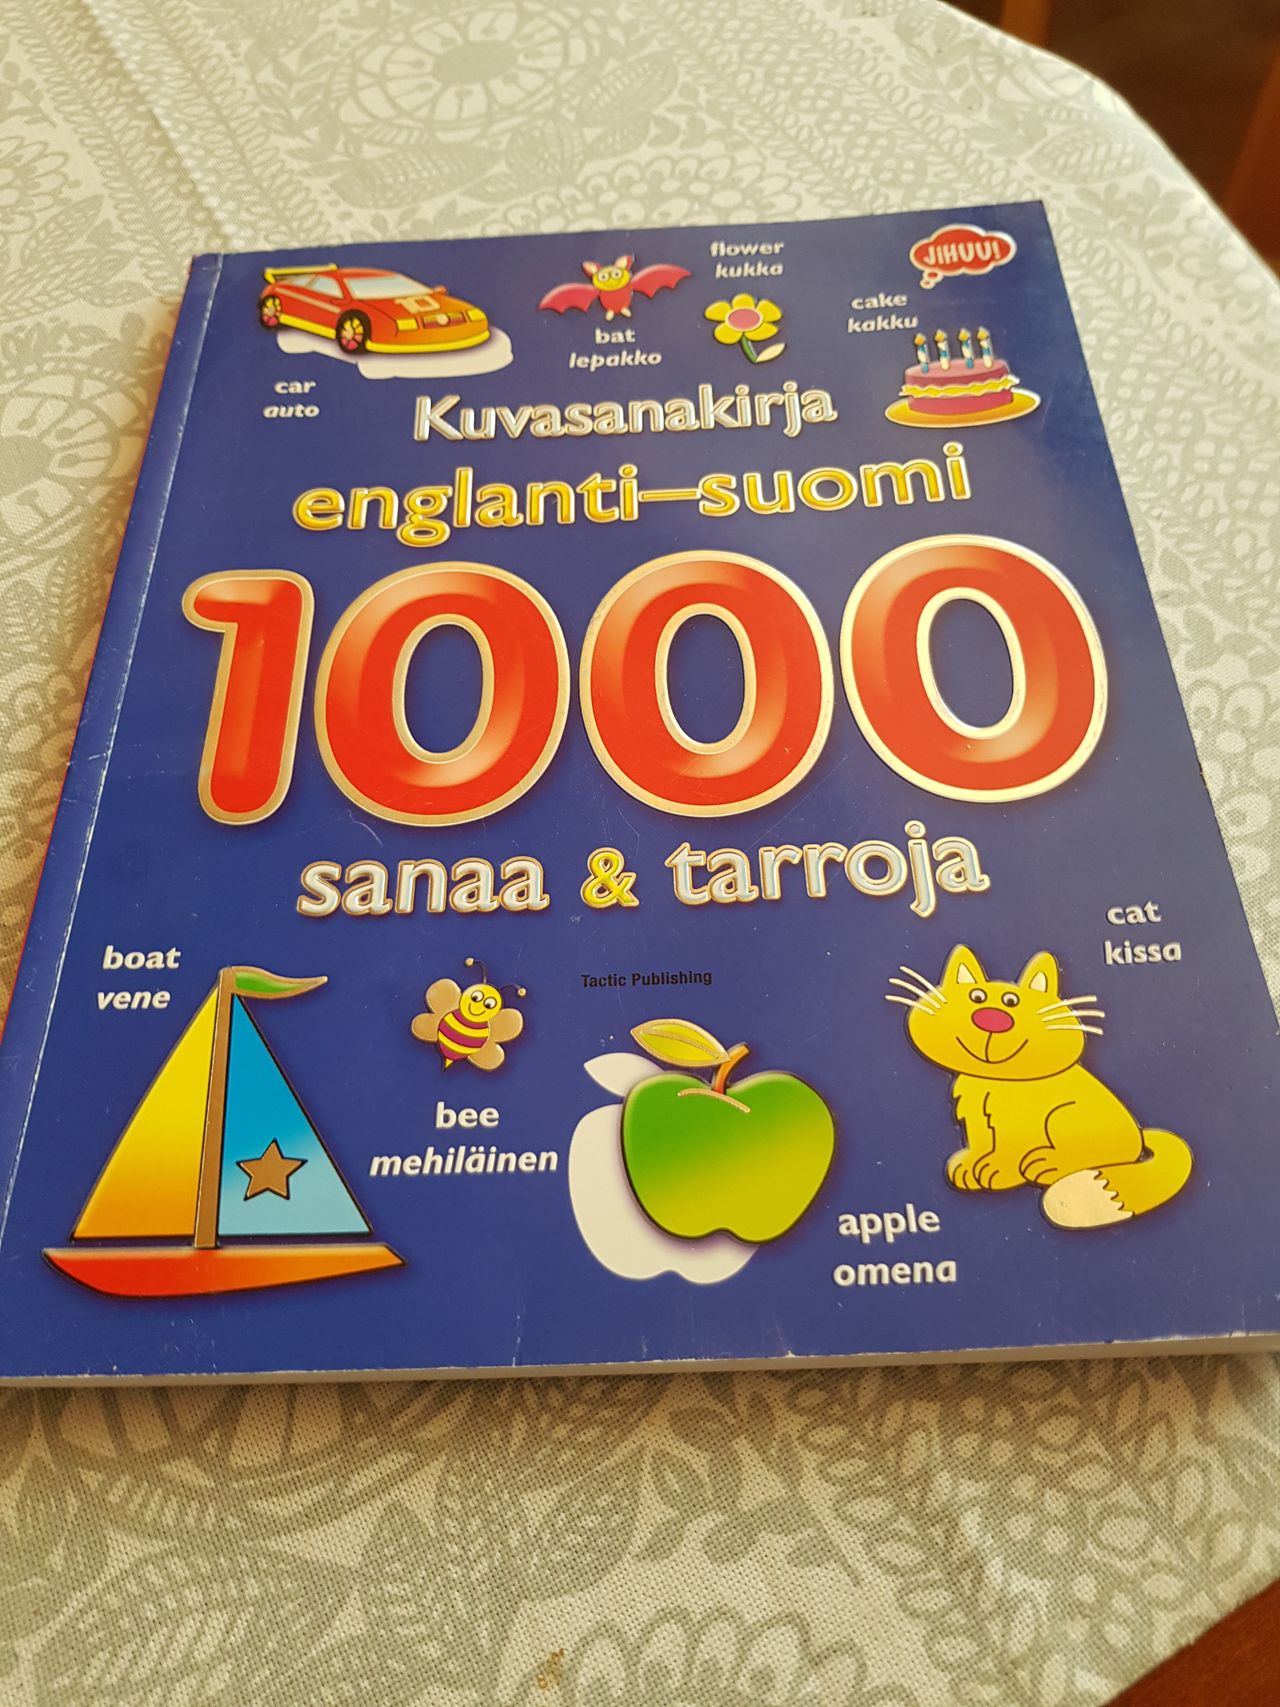 flower
kukka
JIHUU!
cake
kakku
bat
lepakko
car
auto
10
Kuvasanakirja
englanti–suomi
1000
sanaa & tarroja
boat
vene
Tactic Publishing
cat
kissa
bee
mehiläinen
apple
omena